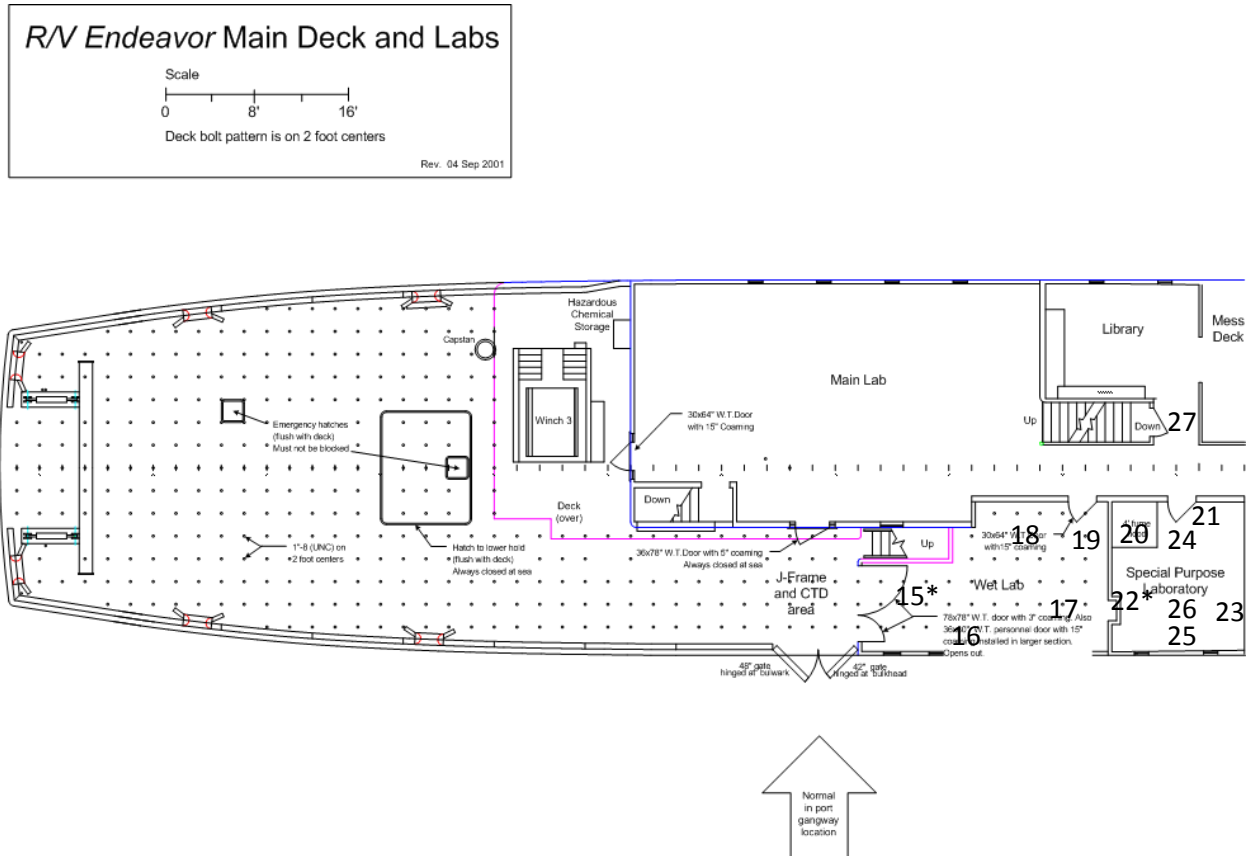 R/V Endeavor Main Deck and Labs
Scale
0 8' 16'
Deck bolt pattern is on 2 foot centers
Rev. 04 Sep 2001
Hazardous
Chemical
Storage
Capstan
Winch 3
Main Lab
Library
Mess
Deck
Up
Down
27
30x64" W.T.Door
with 15" Coaming
Emergency hatches
(flush with deck)
Must not be blocked
Deck
(over)
Down
1"-8 (UNC) on
2 foot centers
Hatch to lower hold
(flush with deck)
Always closed at sea
36x78" W.T.Door with 5" coaming
Always closed at sea
Up
30x64" W.T.Door
with15" coaming
18
19
4' fume
hood
20
21
24
J-Frame
and CTD
area
Wet Lab
Special Purpose
Laboratory
15*
17
22*
26
23
16
25
78x78" W.T. door with 3" coaming. Also
W.T. personnel door with 15"
coaming installed in larger section.
Opens out.
48" gate
hinged at bulwark
42" gate
hinged at bulkhead
Normal
in port
gangway
location